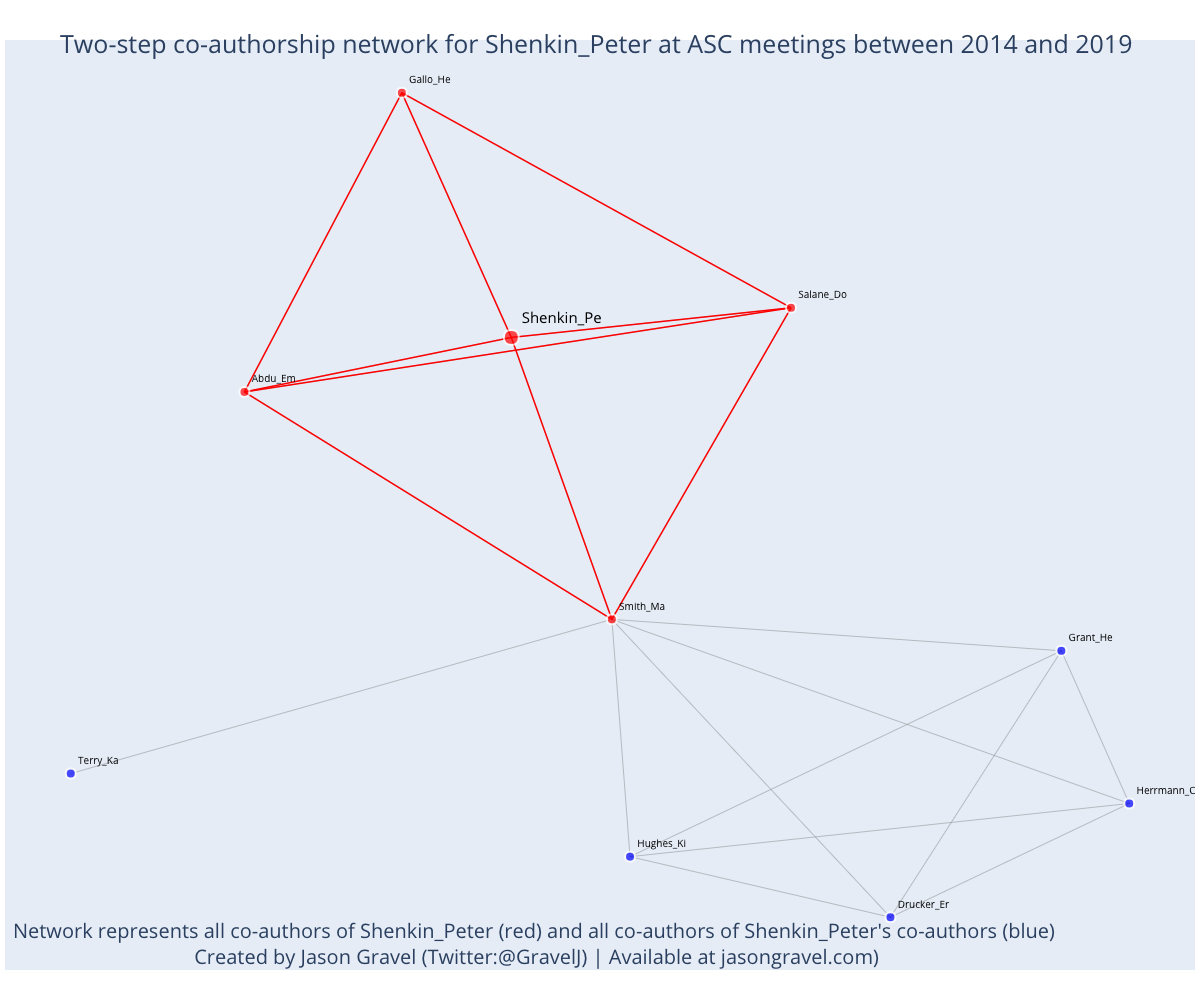 Two-step co-authorship network for Shenkin_Peter at ASC meetings between 2014 and 2019
Gallo_He
Salane_Do
Shenkin_Pe
Abdu_Em
Smith_Ma
Grant_He
Terry_Ka
Herrmann_C
Hughes_Ki
Drucker_Er
Network represents all co-authors of Shenkin_Peter (red) and all co-authors of Shenkin_Peter's co-authors (blue)
Created by Jason Gravel (Twitter:@GravelJ) | Available at jasongravel.com)